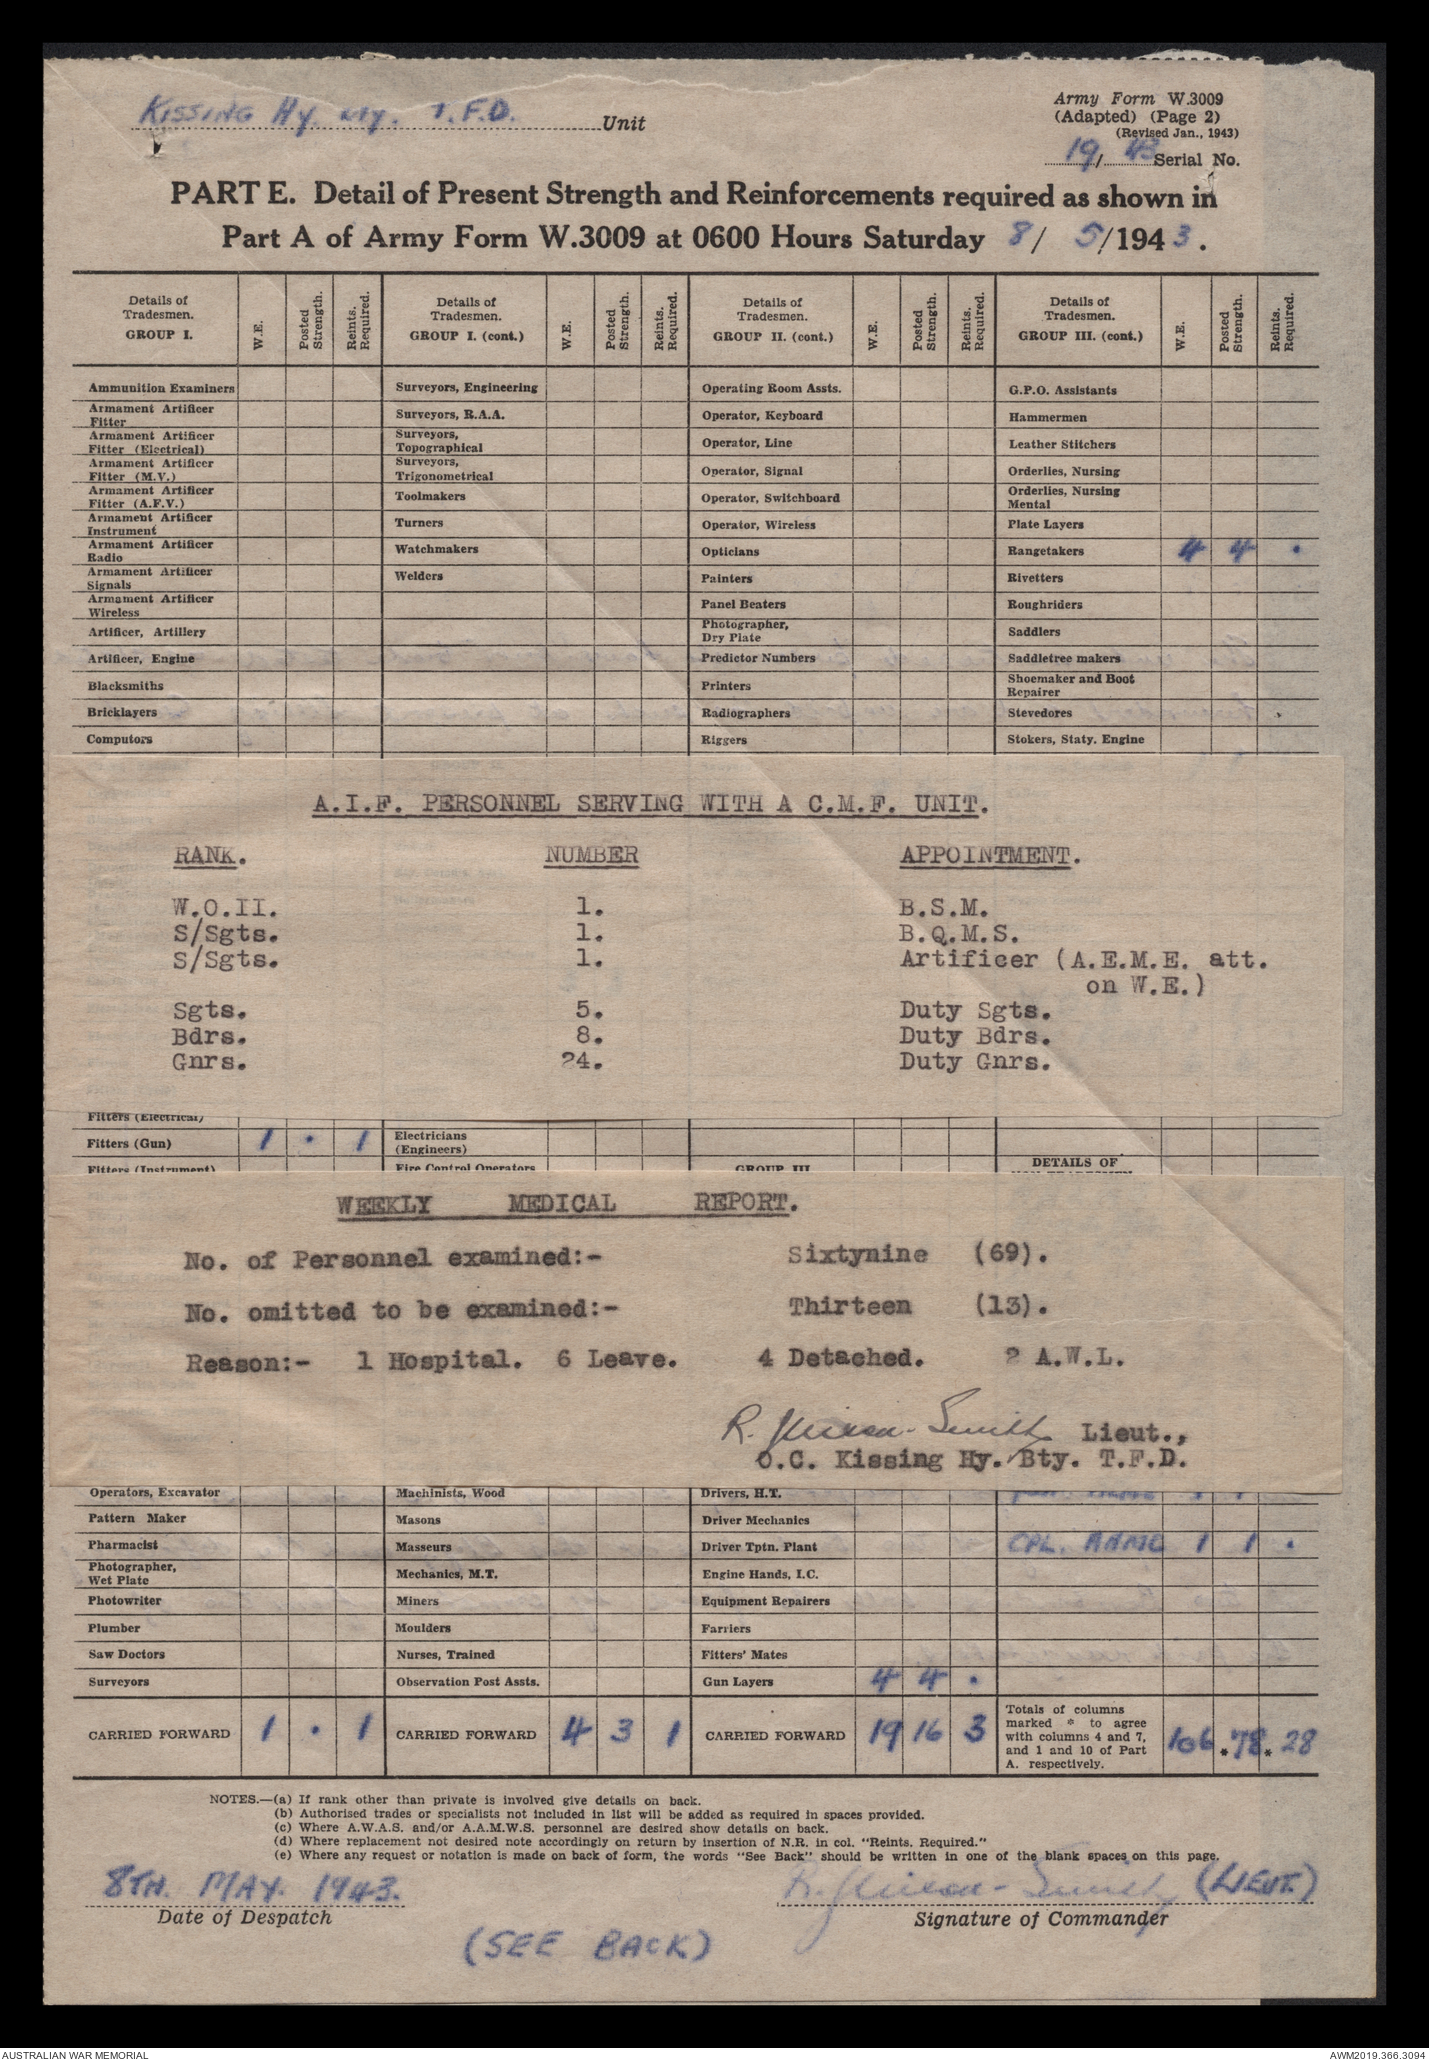 KISSING Hy. Bty. T.F.D. Unit
Army Form W.3009
(Adapted) (Page 2)
(Revised Jan., 1943)
19/43 Serial No.
PART E. Detail of Present Strength and Reinforcements required as shown in
Part A of Army Form W.3009 at 0600 Hours Saturday 8/ 5/1943.
Details of Tradesmen. GROUP I. W.E. Posted Strength. Reints. Required. Details of Tradesmen. GROUP I. (cont.) W.E. Posted Strength. Reints. Required. Details of Tradesmen. GROUP II. (cont.) W.E. Posted Strength. Reints. Required. Details of Tradesmen. GROUP III. (cont.) W.E. Posted Strength. Reints. Required.
Ammunition Examiners Surveyors, Engineering Operating Room Assts. G.P.O. Assistants
Armament Artificer Fitter Surveyors, R.A.A. Operator, Keyboard Hammermen
Armament Artificer Fitter (Electrical) Surveyors, Topographical Operator, Line Leather Stitchers
Armament Artificer Fitter (M.V.) Surveyors, Trigonometrical Operator, Signal Orderlies, Nursing
Armament Artificer Fitter (A.F.V.) Toolmakers Operator, Switchboard Orderlies, Nursing Mental
Armament Artificer Instrument Turners Operator, Wireless Plate Layers
Armament Artificer Radio Watchmakers Opticians Rangetakers 4 4 .
Armament Artificer Signals Welders Painters Rivetters
Armament Artificer Wireless Panel Beaters Roughriders
Artificer, Artillery Photographer, Dry Plate Saddlers
Artificer, Engine Predictor Numbers Saddletree makers
Blacksmiths Printers Shoemaker and Boot Repairer
Bricklayers Radiographers Stevedores
Computors Riggers Stokers, Staty. Engine
A.I.F. PERSONNEL SERVING WITH A C.M.F. UNIT.
RANK. NUMBER APPOINTMENT.
W.O.II. 1. B.S.M.
S/Sgts. 1. B.Q.M.S.
S/Sgts. 1. Artificer (A.E.M.E. att.
on W.E.)
Sgts. 5. Duty Sgts.
Bdrs. 8. Duty Bdrs.
Gnrs. 24. Duty Gnrs.
Fitters (Electrical)
Fitters (Gun) 1 . 1 Electricians (Engineers)
Fitters (Instrument) Fire Control Operators GROUP III DETAILS OF
WEEKLY MEDICAL REPORT.
No. of Personnel examined:- Sixtynine (69).
No. omitted to be examined:- Thirteen (13).
Reason:- 1 Hospital. 6 Leave. 4 Detached. 2 A.W.L.
R. Smith Lieut.,
O.C. Kissing Hy. Bty. T.F.D.
Operators, Excavator Machinists, Wood Drivers, H.T.
Pattern Maker Masons Driver Mechanics
Pharmacist Masseurs Driver Tptn. Plant CPL. AAMC 1 1 .
Photographer, Wet Plate Mechanics, M.T. Engine Hands, I.C.
Photowriter Miners Equipment Repairers
Plumber Moulders Farriers
Saw Doctors Nurses, Trained Fitters' Mates
Surveyors Observation Post Assts. Gun Layers 4 4 .
CARRIED FORWARD 1 . 1 CARRIED FORWARD 4 3 1 CARRIED FORWARD 19 16 3 Totals of columns marked * to agree with columns 4 and 7, and 1 and 10 of Part A. respectively. 106 *78 *28
NOTES.—(a) If rank other than private is involved give details on back.
(b) Authorised trades or specialists not included in list will be added as required in spaces provided.
(c) Where A.W.A.S. and/or A.A.M.W.S. personnel are desired show details on back.
(d) Where replacement not desired note accordingly on return by insertion of N.R. in col. "Reints. Required."
(e) Where any request or notation is made on back of form, the words "See Back" should be written in one of the blank spaces on this page.
8TH. MAY. 1943. R. Smith (LIEUT.)
Date of Despatch Signature of Commander
(SEE BACK)
AUSTRALIAN WAR MEMORIAL AWM2019.366.3094